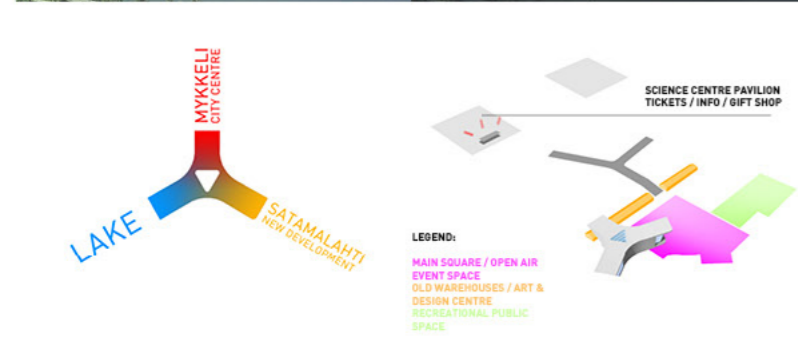 MYKKELI
CITY CENTRE
LAKE
SATAMALAHTI
NEW DEVELOPMENT
SCIENCE CENTRE PAVILION
TICKETS / INFO / GIFT SHOP
LEGEND:
MAIN SQUARE / OPEN AIR
EVENT SPACE
OLD WAREHOUSES / ART &
DESIGN CENTRE
RECREATIONAL PUBLIC
SPACE